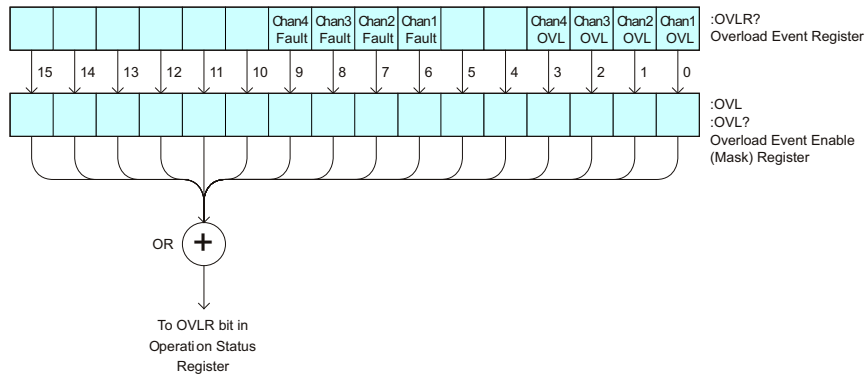 Chan4 Fault
Chan3 Fault
Chan2 Fault
Chan1 Fault
Chan4 OVL
Chan3 OVL
Chan2 OVL
Chan1 OVL
:OVLR?
Overload Event Register
15 14 13 12 11 10 9 8 7 6 5 4 3 2 1 0
:OVL
:OVL?
Overload Event Enable
(Mask) Register
OR +
To OVLR bit in
Operation Status
Register